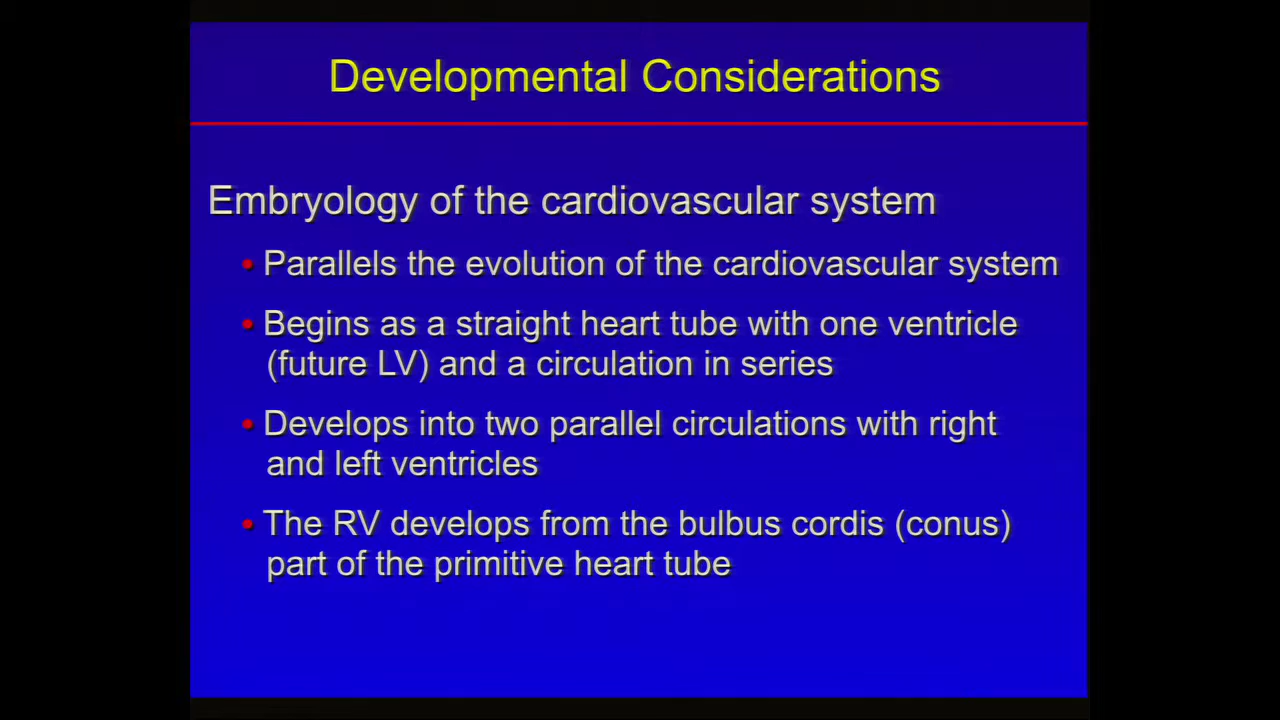 Developmental Considerations
Embryology of the cardiovascular system
• Parallels the evolution of the cardiovascular system
• Begins as a straight heart tube with one ventricle
(future LV) and a circulation in series
• Develops into two parallel circulations with right
and left ventricles
• The RV develops from the bulbus cordis (conus)
part of the primitive heart tube